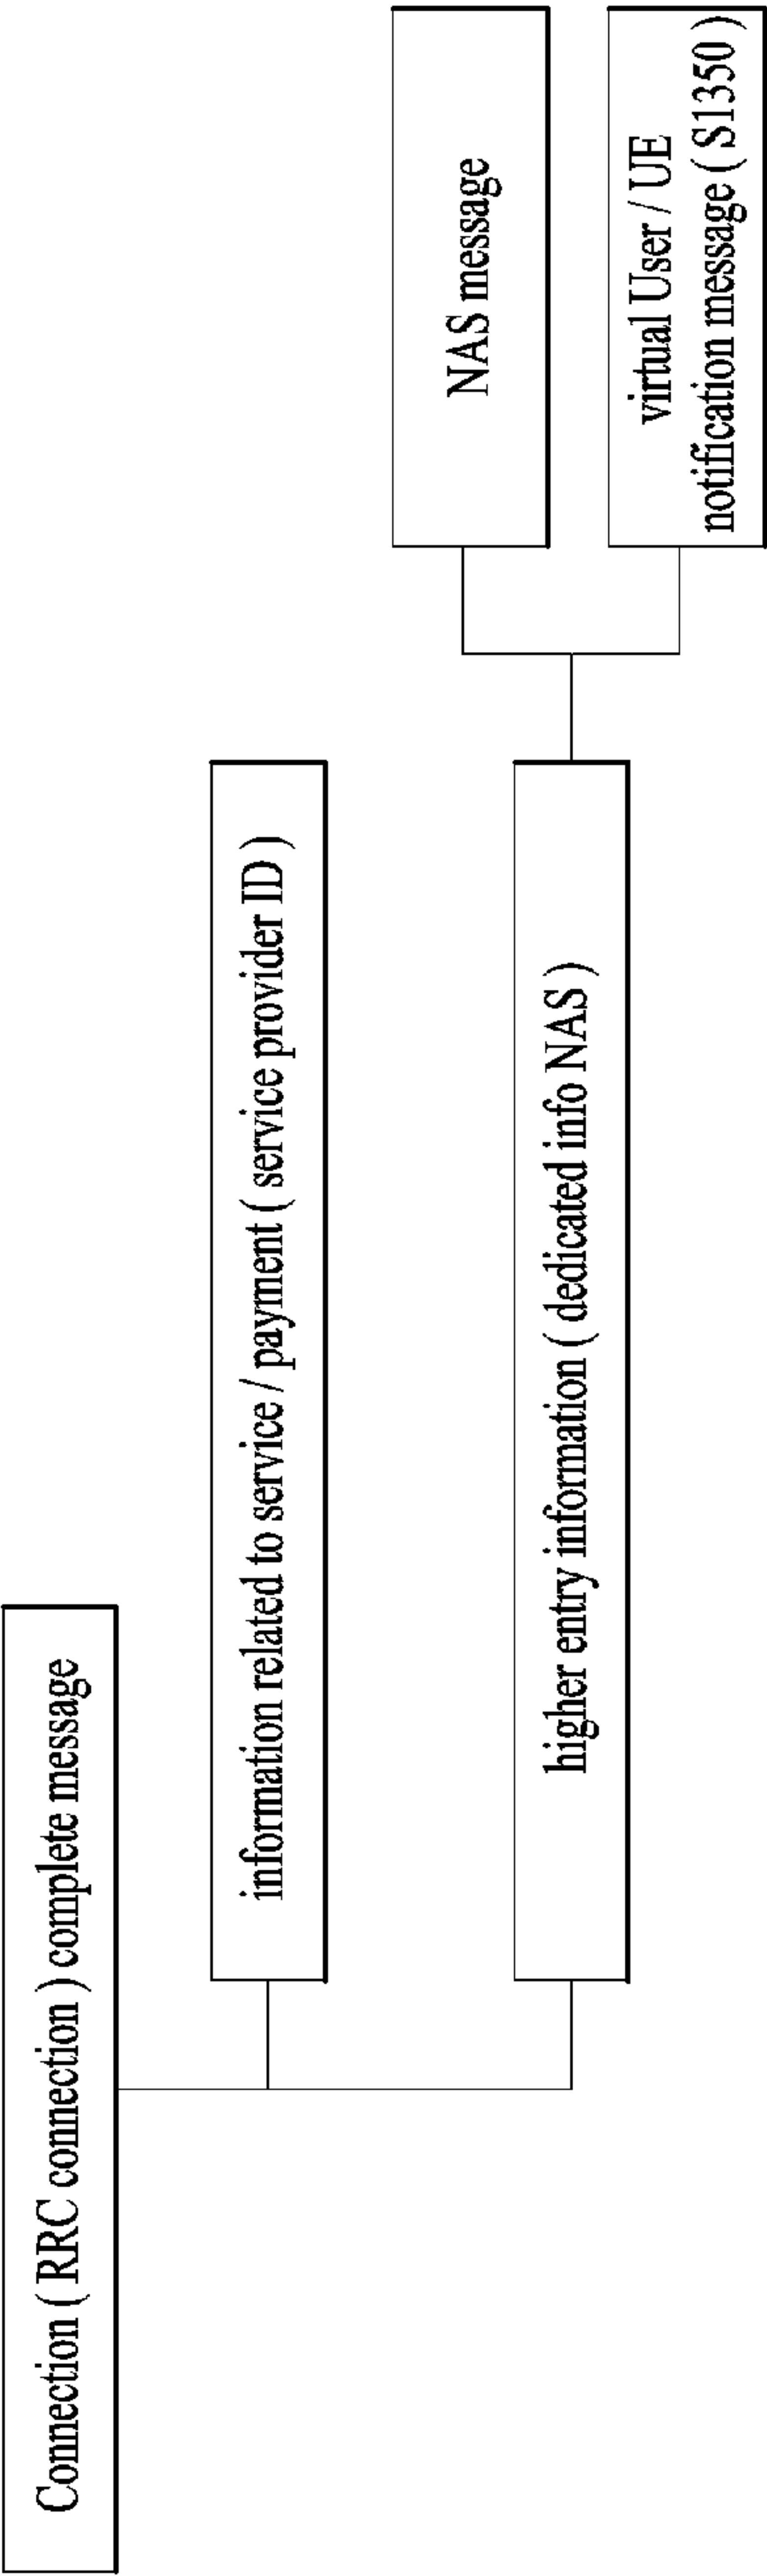 Connection ( RRC connection ) complete message
information related to service / payment ( service provider ID )
higher entry information ( dedicated info NAS )
NAS message
virtual User / UE
notification message ( S1350 )